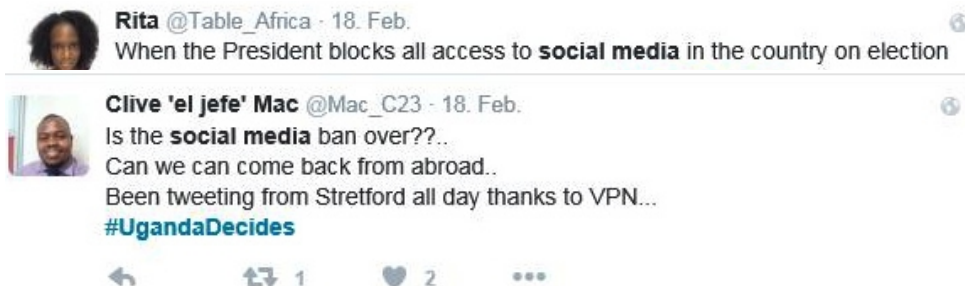 Rita @Table_Africa · 18. Feb.
When the President blocks all access to social media in the country on election
Clive 'el jefe' Mac @Mac_C23 · 18. Feb.
Is the social media ban over??..
Can we can come back from abroad..
Been tweeting from Stretford all day thanks to VPN...
#UgandaDecides
1 2